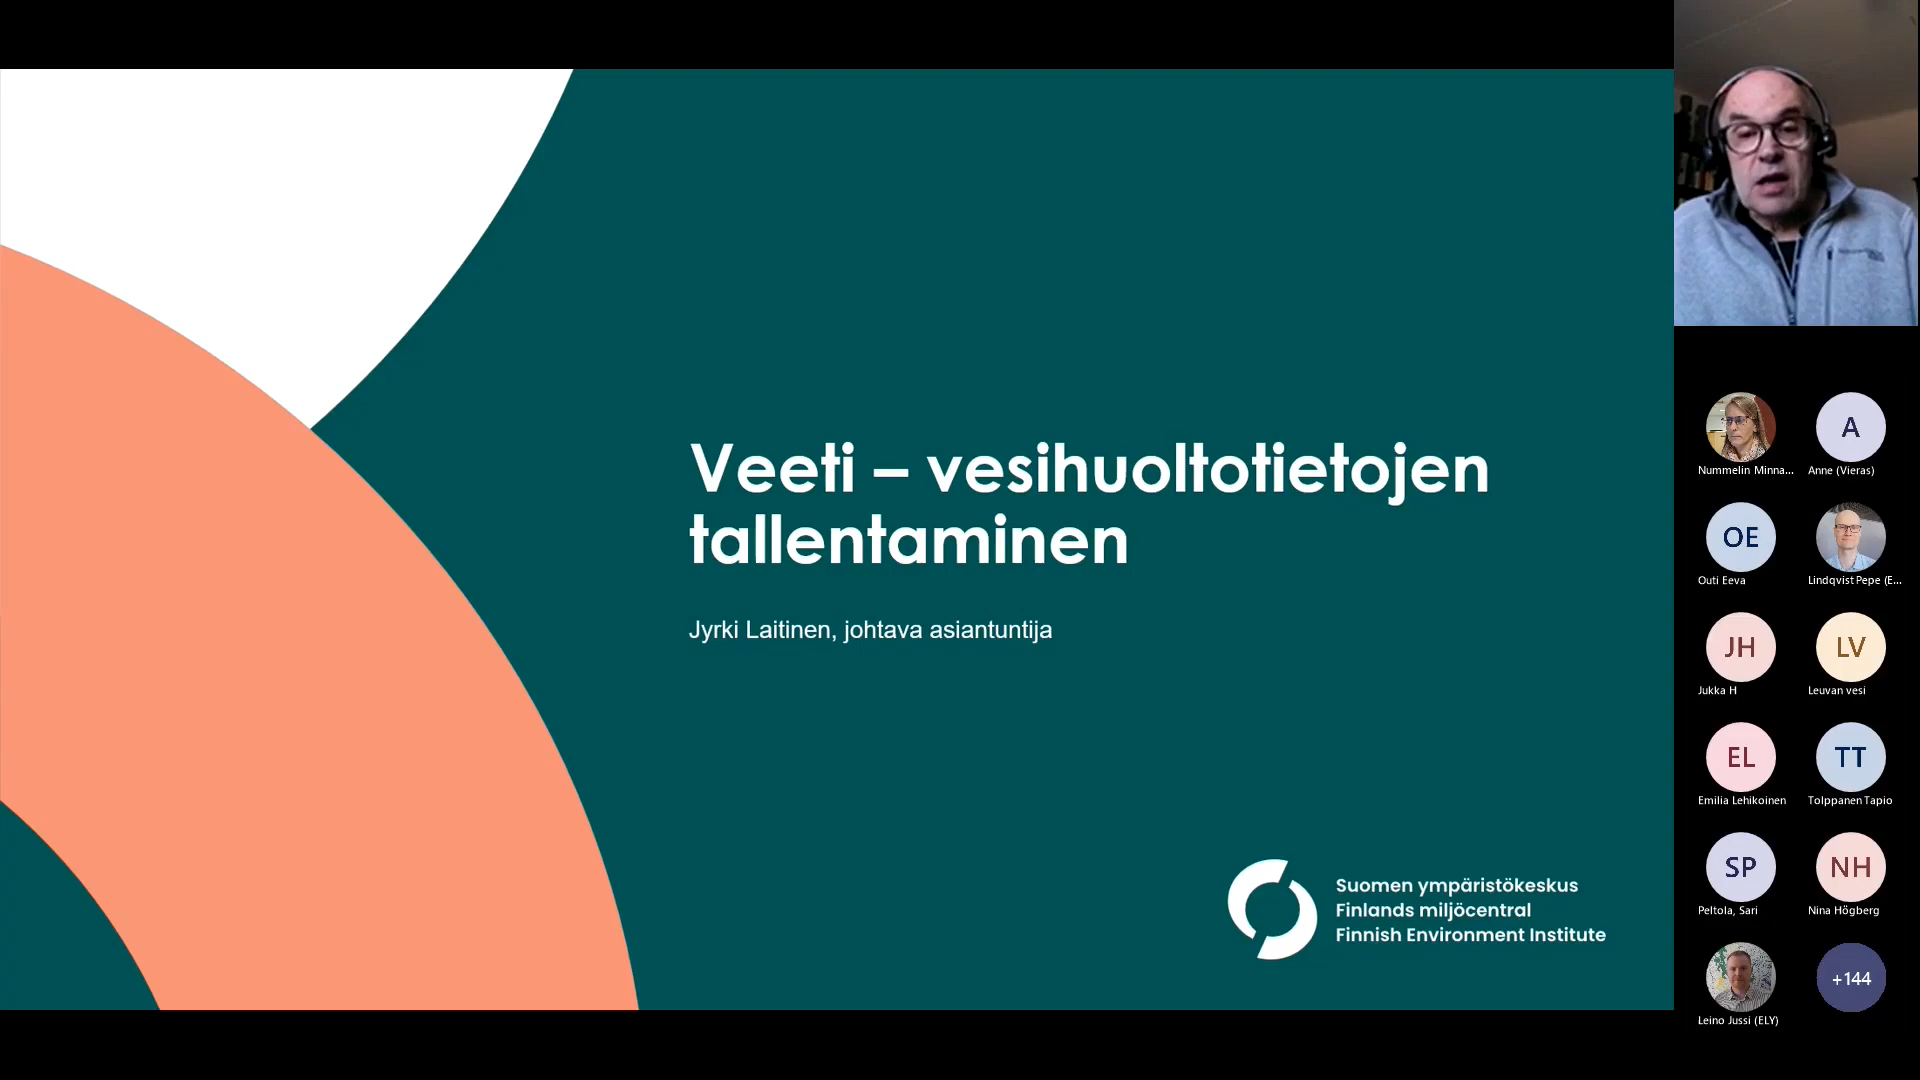 Veeti – vesihuoltotietojen
tallentaminen
Jyrki Laitinen, johtava asiantuntija
Suomen ympäristökeskus
Finlands miljöcentral
Finnish Environment Institute
Nummelin Minna...
A
Anne (Vieras)
OE
Outi Eeva
Lindqvist Pepe (E...
JH
Jukka H
LV
Leuvan vesi
EL
Emilia Lehikoinen
TT
Tolppanen Tapio
SP
Peltola, Sari
NH
Nina Högberg
Leino Jussi (ELY)
+144